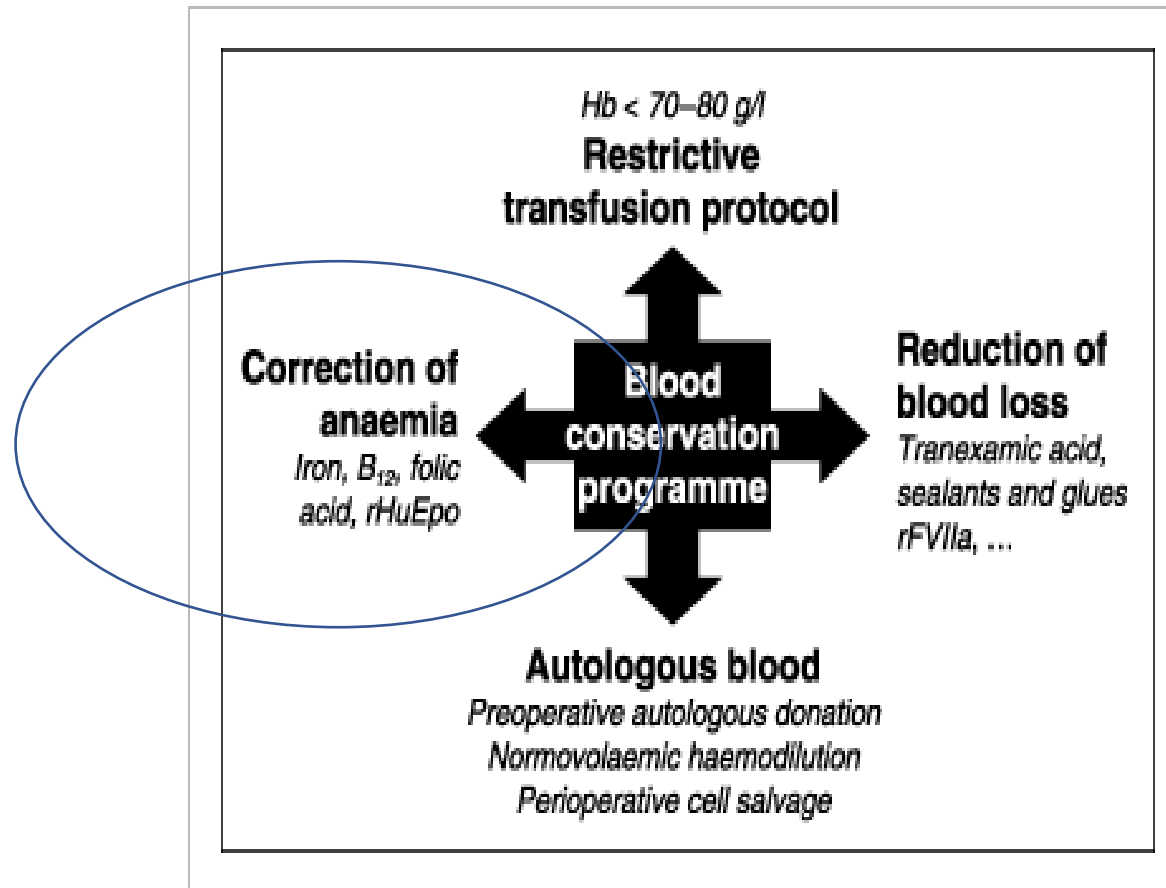 Hb < 70–80 g/l
Restrictive
transfusion protocol
Correction of
anaemia
Iron, B₁₂, folic
acid, rHuEpo
Blood
conservation
programme
Reduction of
blood loss
Tranexamic acid,
sealants and glues
rFVIIa, ...
Autologous blood
Preoperative autologous donation
Normovolaemic haemodilution
Perioperative cell salvage